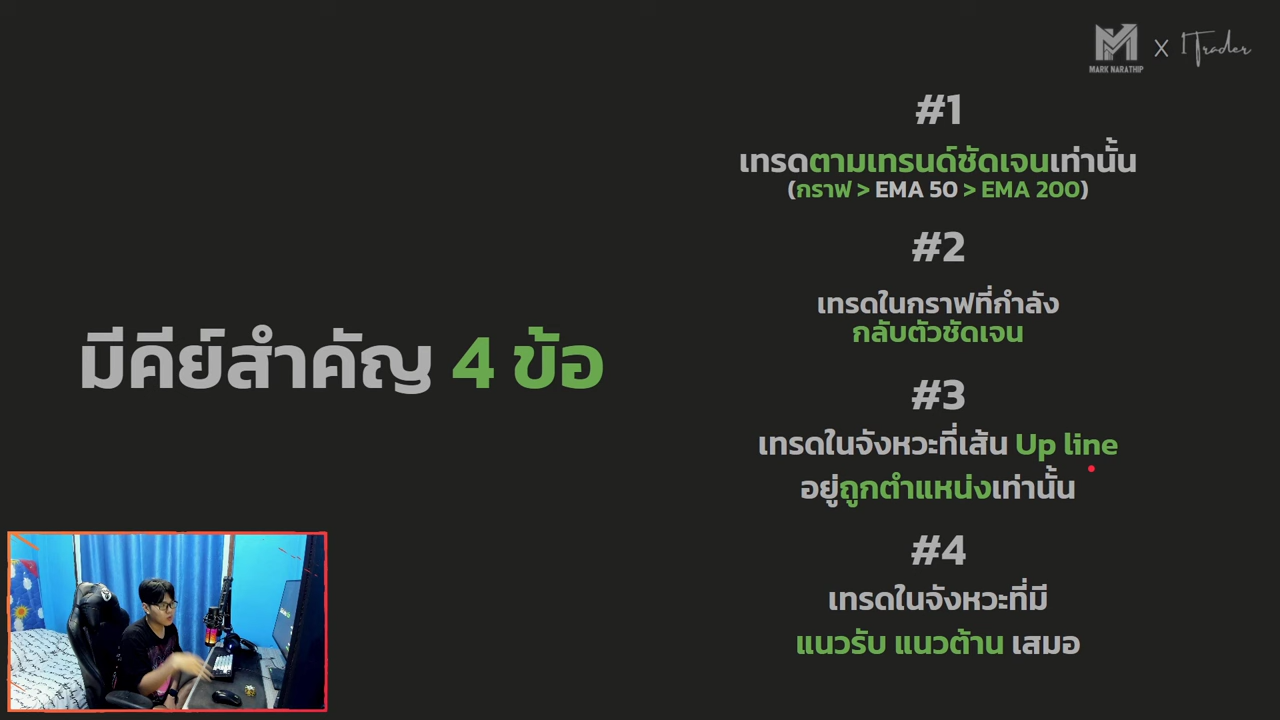 MARK NARATHIP
X 1Trader
#1
เทรดตามเทรนด์ชัดเจนเท่านั้น
(กราฟ > EMA 50 > EMA 200)
#2
เทรดในกราฟที่กำลัง
กลับตัวชัดเจน
มีคีย์สำคัญ 4 ข้อ
#3
เทรดในจังหวะที่เส้น Up line
อยู่ถูกตำแหน่งเท่านั้น
#4
เทรดในจังหวะที่มี
แนวรับ แนวต้าน เสมอ